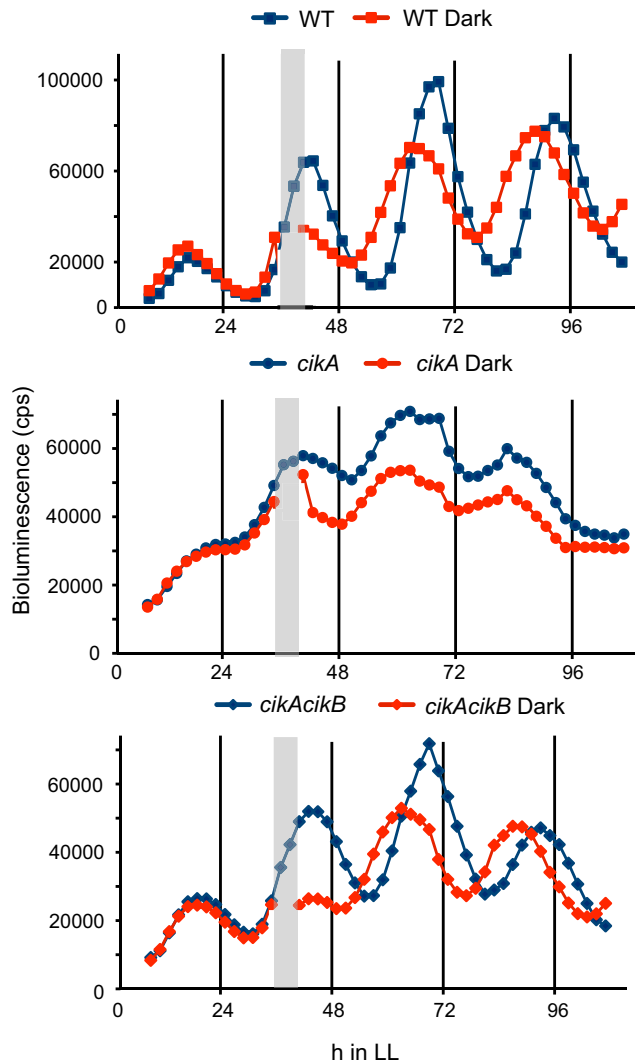 WT WT Dark
100000
60000
20000
0
0 24 48 72 96
cikA cikA Dark
60000
40000
20000
0
0 24 48 72 96
cikAcikB cikAcikB Dark
60000
40000
20000
0
0 24 48 72 96
Bioluminescence (cps)
h in LL